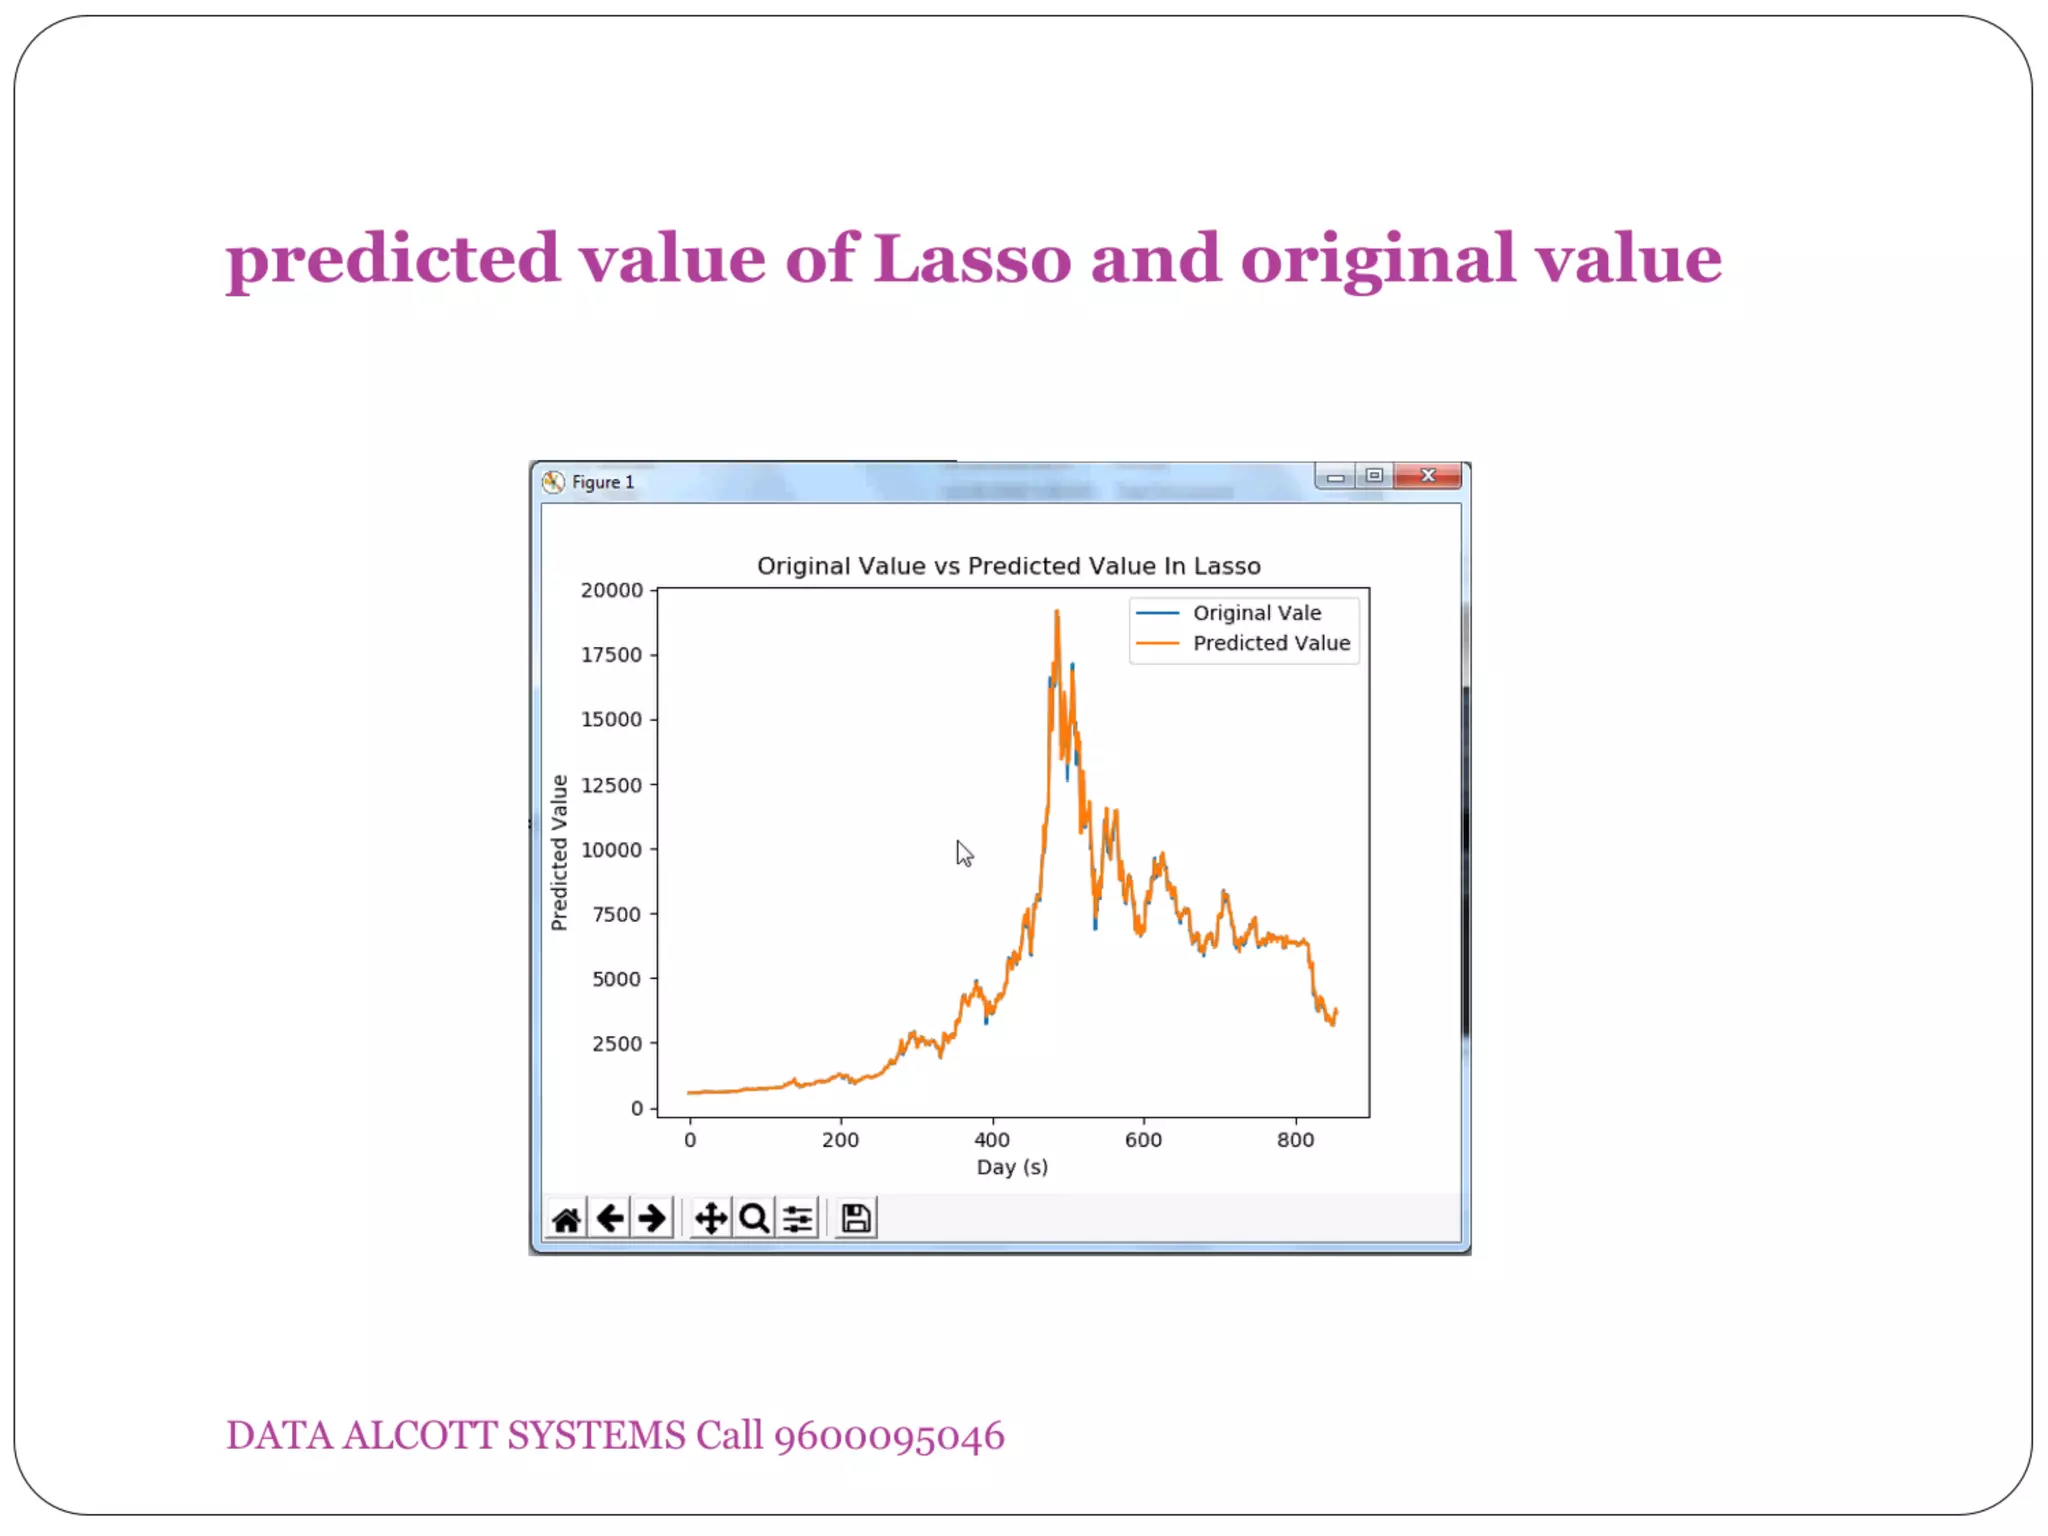 predicted value of Lasso and original value
Figure 1
Original Value vs Predicted Value In Lasso
Original Vale
Predicted Value
20000
17500
15000
12500
10000
7500
5000
2500
0
Predicted Value
0 200 400 600 800
Day (s)
DATA ALCOTT SYSTEMS Call 9600095046